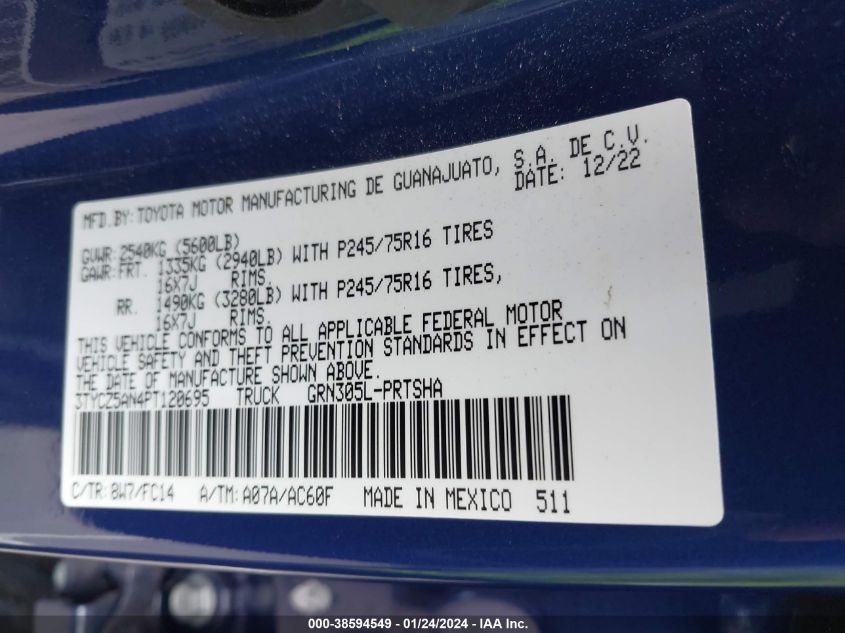 MFD.BY: TOYOTA MOTOR MANUFACTURING DE GUANAJUATO, S.A. DE C.V.
DATE: 12/22
GVWR: 2540KG (5600LB)
GAWR: FRT. 1335KG (2940LB) WITH P245/75R16 TIRES
16X7J RIMS,
RR. 1490KG (3280LB) WITH P245/75R16 TIRES,
16X7J RIMS.
THIS VEHICLE CONFORMS TO ALL APPLICABLE FEDERAL MOTOR
VEHICLE SAFETY AND THEFT PREVENTION STANDARDS IN EFFECT ON
THE DATE OF MANUFACTURE SHOWN ABOVE.
3TYCZ5AN4PT120695 TRUCK GRN305L-PRTSHA
C/TR: 8W7/FC14 A/TM: A07A/AC60F MADE IN MEXICO 511
000-38594549 - 01/24/2024 - IAA Inc.